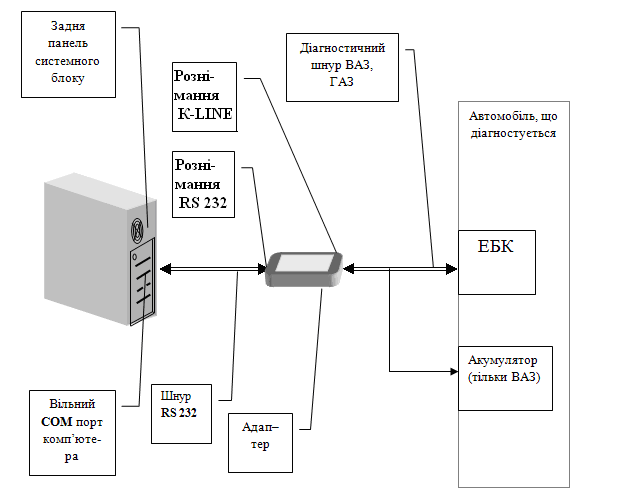 Задня
панель
системного
блоку
Розні-
мання
K-LINE
Розні-
мання
RS 232
Діагностичний
шнур ВАЗ,
ГАЗ
Автомобіль, що
діагностується
ЕБК
Акумулятор
(тільки ВАЗ)
Вільний
COM порт
комп’юте-
ра
Шнур
RS 232
Адап–
тер